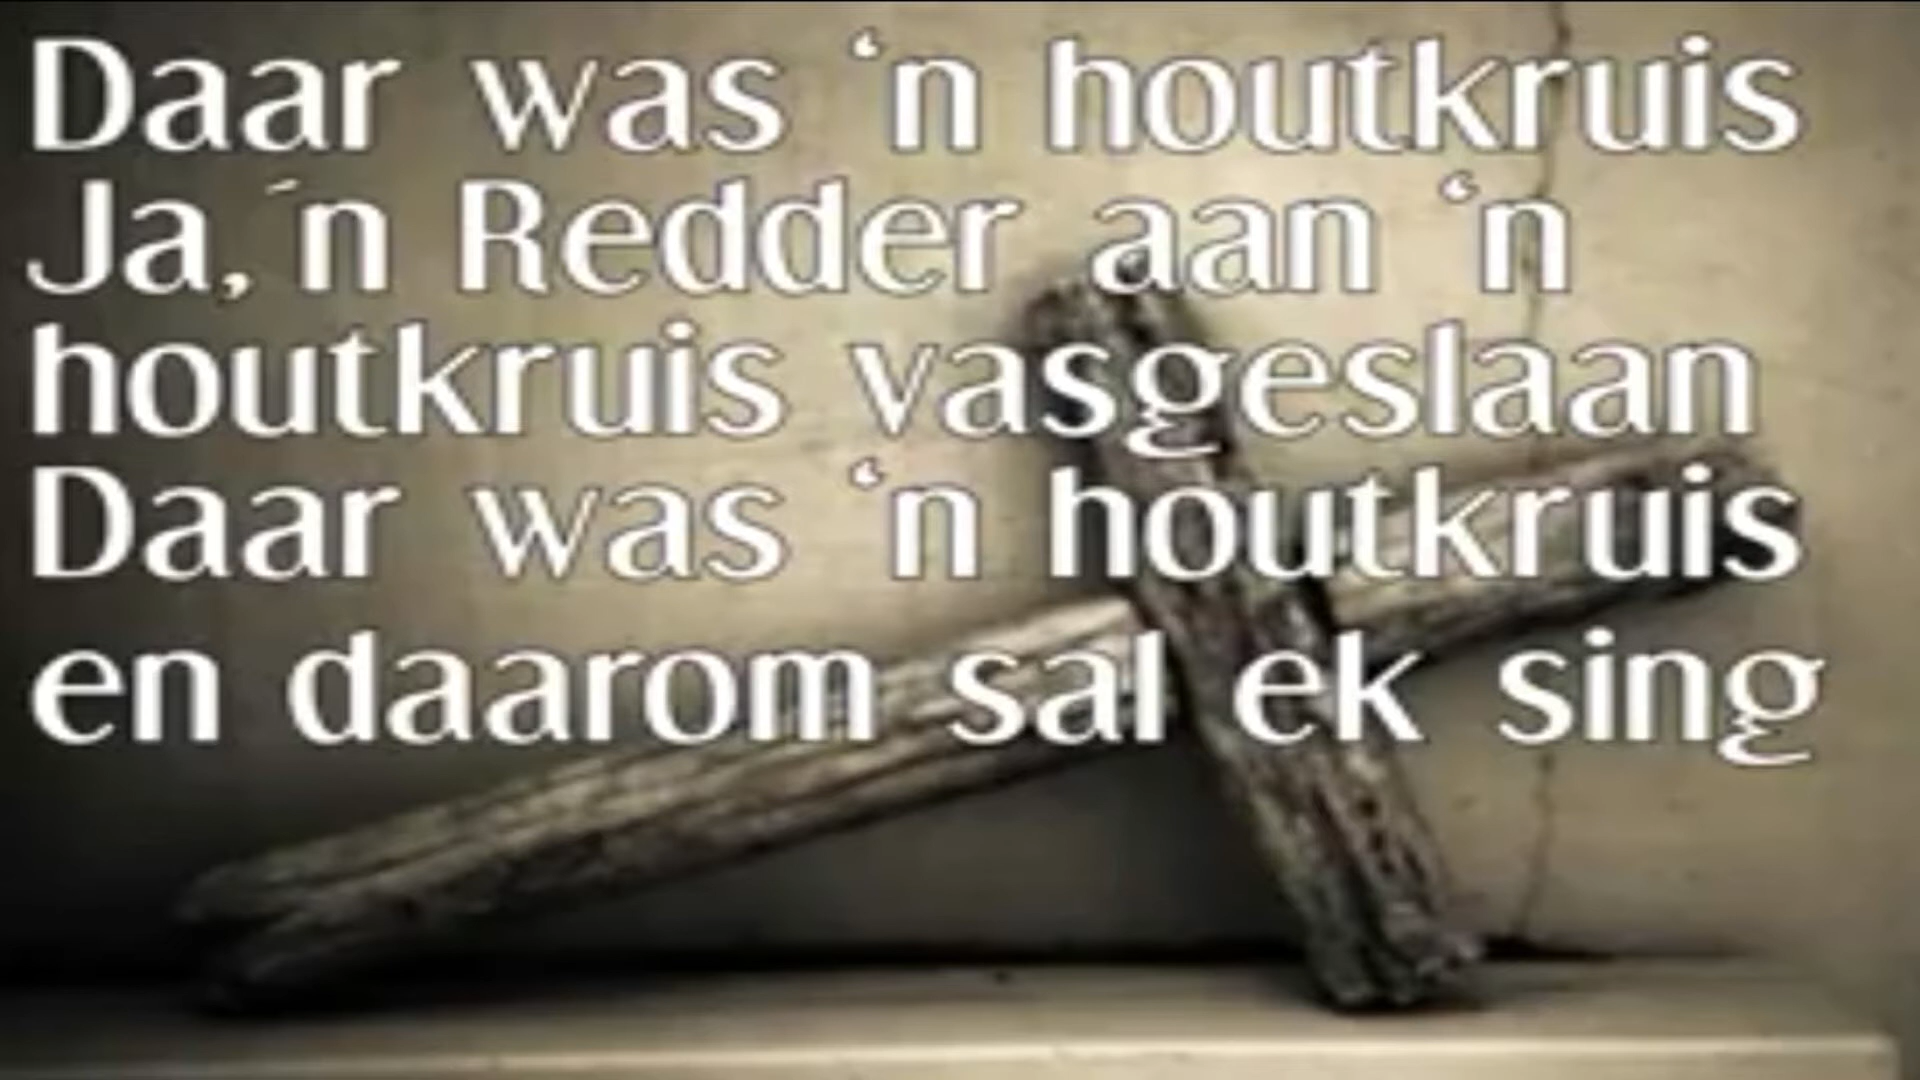 Daar was ‘n houtkruis
Ja, ´n Redder aan ‘n
houtkruis vasgeslaan
Daar was ‘n houtkruis
en daarom sal ek sing